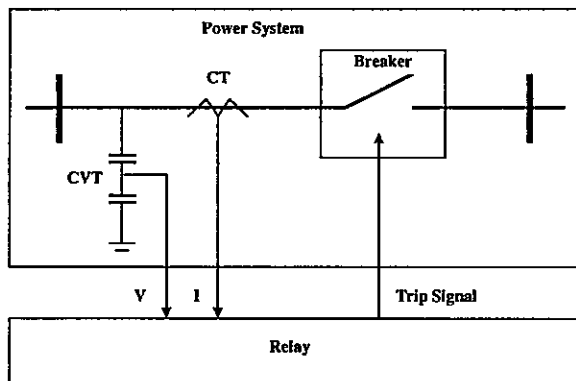 Power System
Breaker
CT
CVT
V
I
Trip Signal
Relay